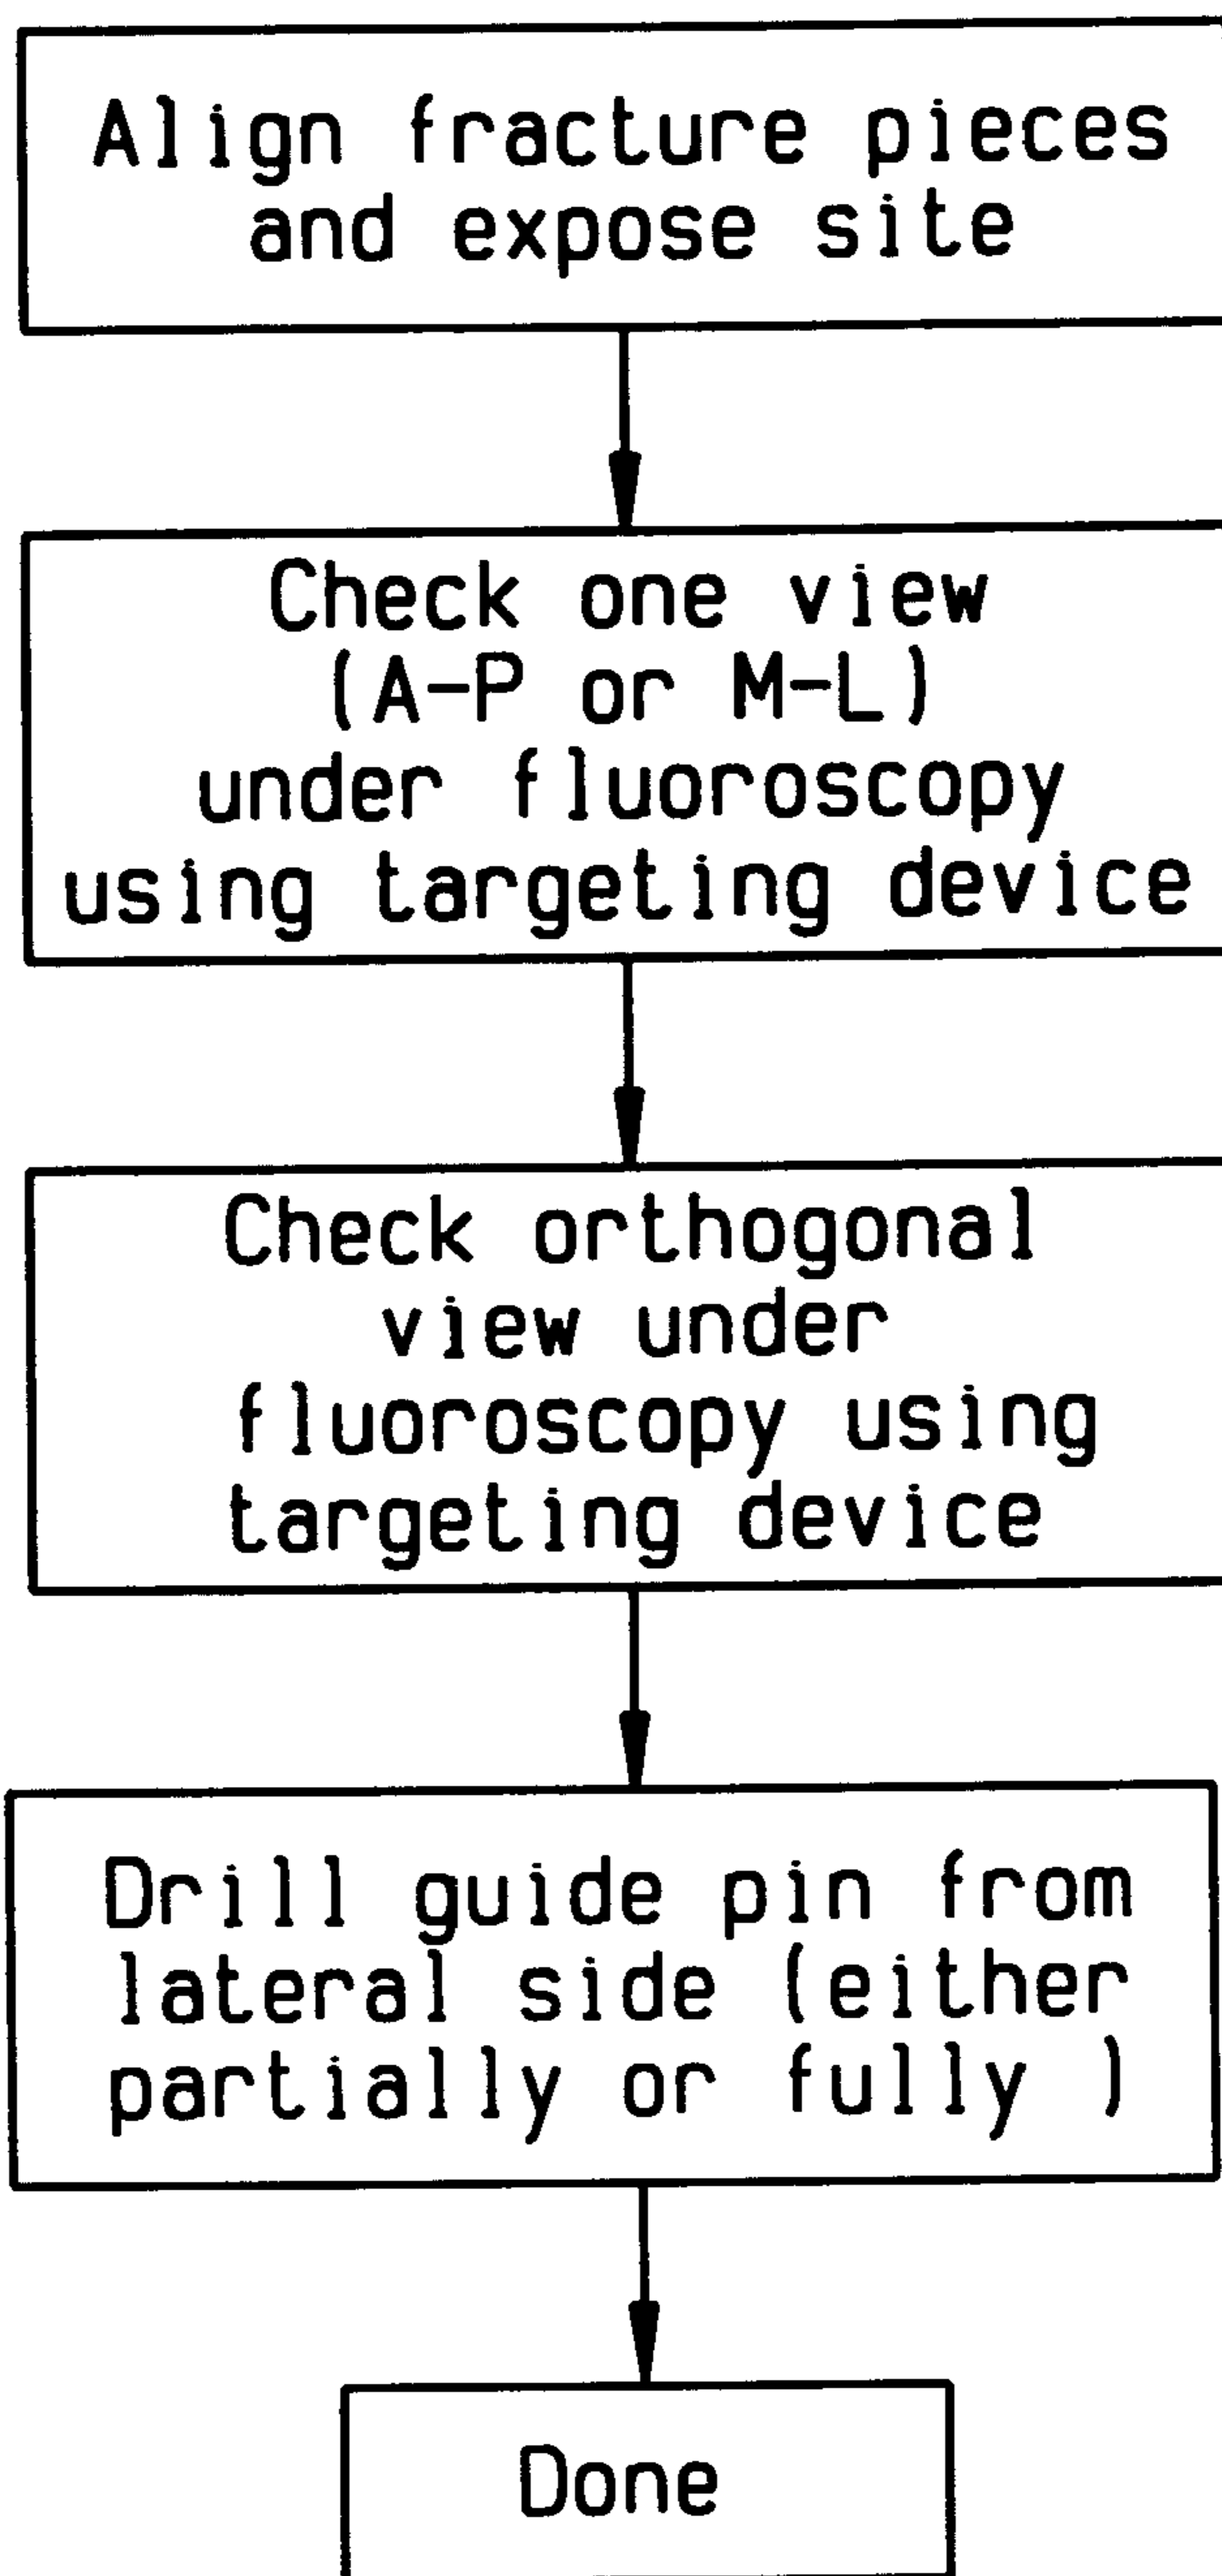 Align fracture pieces
and expose site
Check one view
(A-P or M-L)
under fluoroscopy
using targeting device
Check orthogonal
view under
fluoroscopy using
targeting device
Drill guide pin from
lateral side (either
partially or fully )
Done